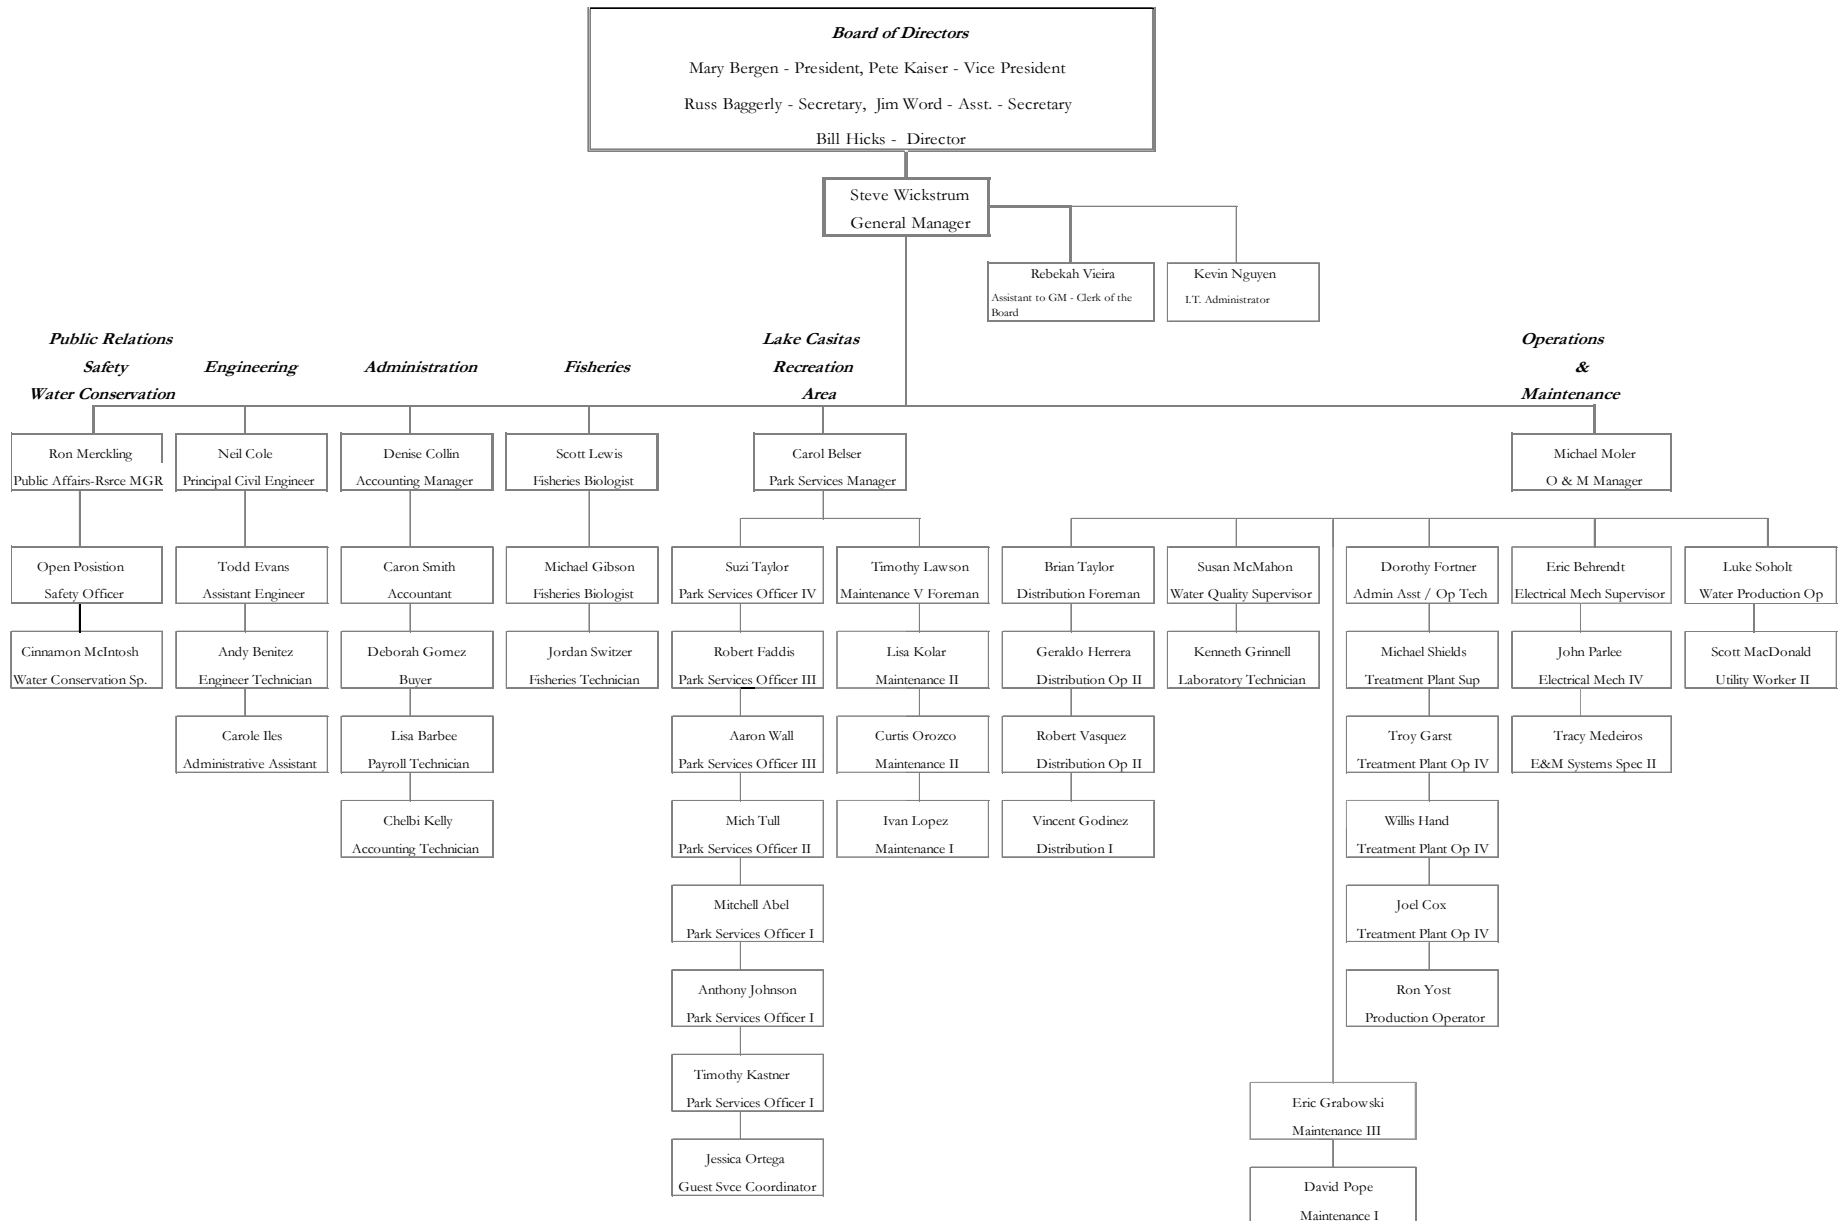 Board of Directors
Mary Bergen - President, Pete Kaiser - Vice President
Russ Baggerly - Secretary, Jim Word - Asst. - Secretary
Bill Hicks - Director
Steve Wickstrum
General Manager
Rebekah Vieira
Assistant to GM - Clerk of the
Board
Kevin Nguyen
I.T. Administrator
Public Relations
Safety
Water Conservation
Engineering
Administration
Fisheries
Lake Casitas
Recreation
Area
Operations
&
Maintenance
Ron Merckling
Public Affairs-Rsrce MGR
Neil Cole
Principal Civil Engineer
Denise Collin
Accounting Manager
Scott Lewis
Fisheries Biologist
Carol Belser
Park Services Manager
Michael Moler
O & M Manager
Open Posistion
Safety Officer
Todd Evans
Assistant Engineer
Caron Smith
Accountant
Michael Gibson
Fisheries Biologist
Suzi Taylor
Park Services Officer IV
Timothy Lawson
Maintenance V Foreman
Brian Taylor
Distribution Foreman
Susan McMahon
Water Quality Supervisor
Dorothy Fortner
Admin Asst / Op Tech
Eric Behrendt
Electrical Mech Supervisor
Luke Soholt
Water Production Op
Cinnamon McIntosh
Water Conservation Sp.
Andy Benitez
Engineer Technician
Deborah Gomez
Buyer
Jordan Switzer
Fisheries Technician
Robert Faddis
Park Services Officer III
Lisa Kolar
Maintenance II
Geraldo Herrera
Distribution Op II
Kenneth Grinnell
Laboratory Technician
Michael Shields
Treatment Plant Sup
John Parlee
Electrical Mech IV
Scott MacDonald
Utility Worker II
Carole Iles
Administrative Assistant
Lisa Barbee
Payroll Technician
Aaron Wall
Park Services Officer III
Curtis Orozco
Maintenance II
Robert Vasquez
Distribution Op II
Troy Garst
Treatment Plant Op IV
Tracy Medeiros
E&M Systems Spec II
Chelbi Kelly
Accounting Technician
Mich Tull
Park Services Officer II
Ivan Lopez
Maintenance I
Vincent Godinez
Distribution I
Willis Hand
Treatment Plant Op IV
Mitchell Abel
Park Services Officer I
Joel Cox
Treatment Plant Op IV
Anthony Johnson
Park Services Officer I
Ron Yost
Production Operator
Timothy Kastner
Park Services Officer I
Eric Grabowski
Maintenance III
Jessica Ortega
Guest Svce Coordinator
David Pope
Maintenance I